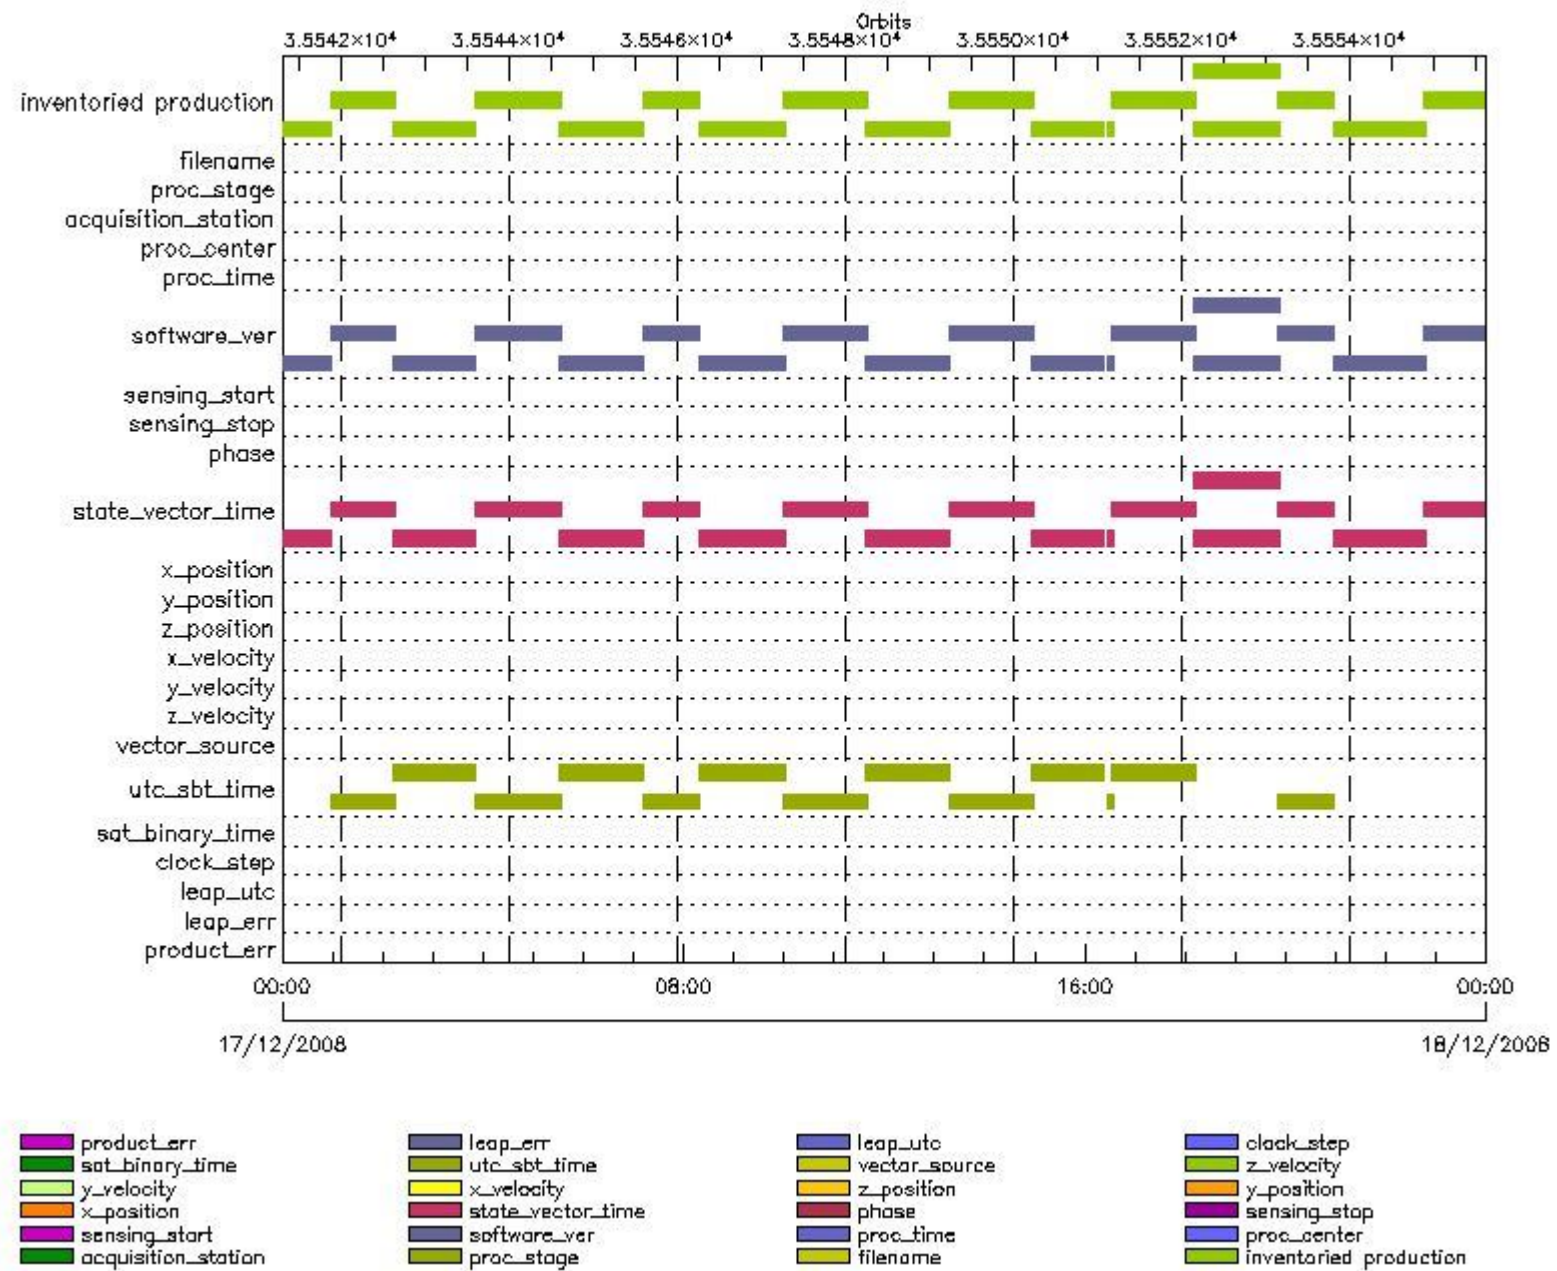 Orbits
3.5542×10⁴ 3.5544×10⁴ 3.5546×10⁴ 3.5548×10⁴ 3.5550×10⁴ 3.5552×10⁴ 3.5554×10⁴
inventoried production
filename
proc_stage
acquisition_station
proc_center
proc_time
software_ver
sensing_start
sensing_stop
phase
state_vector_time
x_position
y_position
z_position
x_velocity
y_velocity
z_velocity
vector_source
utc_sbt_time
sat_binary_time
clock_step
leap_utc
leap_err
product_err
00:00 08:00 16:00 00:00
17/12/2008 18/12/2008
product_err leap_err leap_utc clock_step
sat_binary_time utc_sbt_time vector_source z_velocity
y_velocity x_velocity z_position y_position
x_position state_vector_time phase sensing_stop
sensing_start software_ver proc_time proc_center
acquisition_station proc_stage filename inventoried production